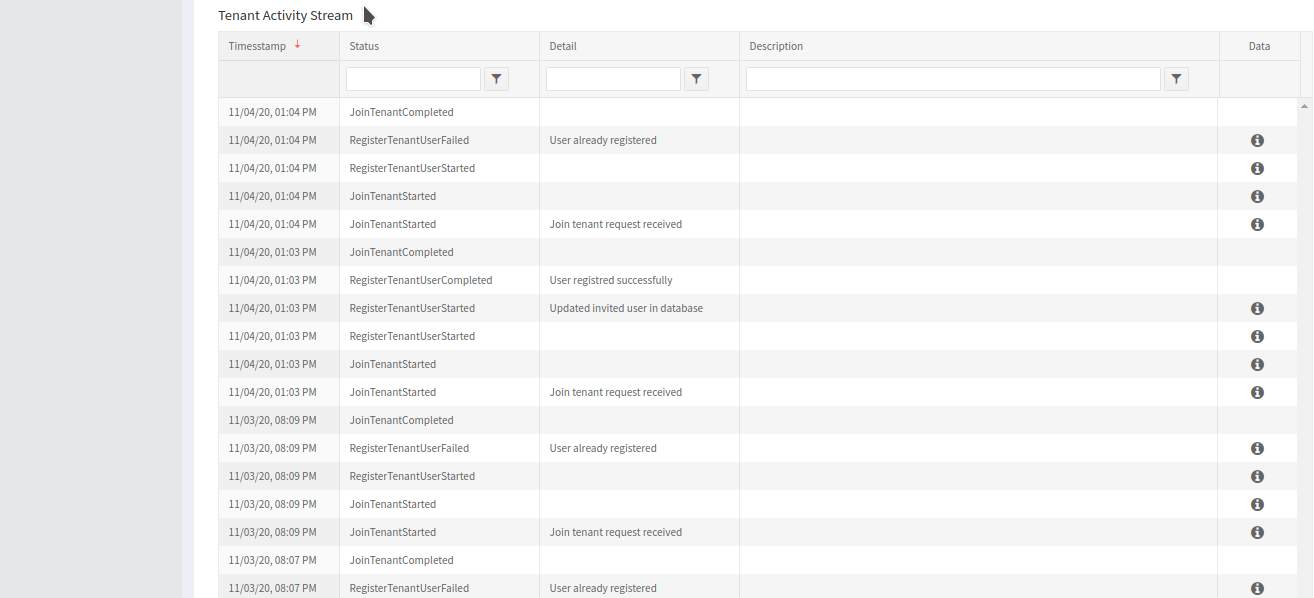 Tenant Activity Stream
Timesstamp Status Detail Description Data
11/04/20, 01:04 PM JoinTenantCompleted
11/04/20, 01:04 PM RegisterTenantUserFailed User already registered
11/04/20, 01:04 PM RegisterTenantUserStarted
11/04/20, 01:04 PM JoinTenantStarted
11/04/20, 01:04 PM JoinTenantStarted Join tenant request received
11/04/20, 01:03 PM JoinTenantCompleted
11/04/20, 01:03 PM RegisterTenantUserCompleted User registred successfully
11/04/20, 01:03 PM RegisterTenantUserStarted Updated invited user in database
11/04/20, 01:03 PM RegisterTenantUserStarted
11/04/20, 01:03 PM JoinTenantStarted
11/04/20, 01:03 PM JoinTenantStarted Join tenant request received
11/03/20, 08:09 PM JoinTenantCompleted
11/03/20, 08:09 PM RegisterTenantUserFailed User already registered
11/03/20, 08:09 PM RegisterTenantUserStarted
11/03/20, 08:09 PM JoinTenantStarted
11/03/20, 08:09 PM JoinTenantStarted Join tenant request received
11/03/20, 08:07 PM JoinTenantCompleted
11/03/20, 08:07 PM RegisterTenantUserFailed User already registered